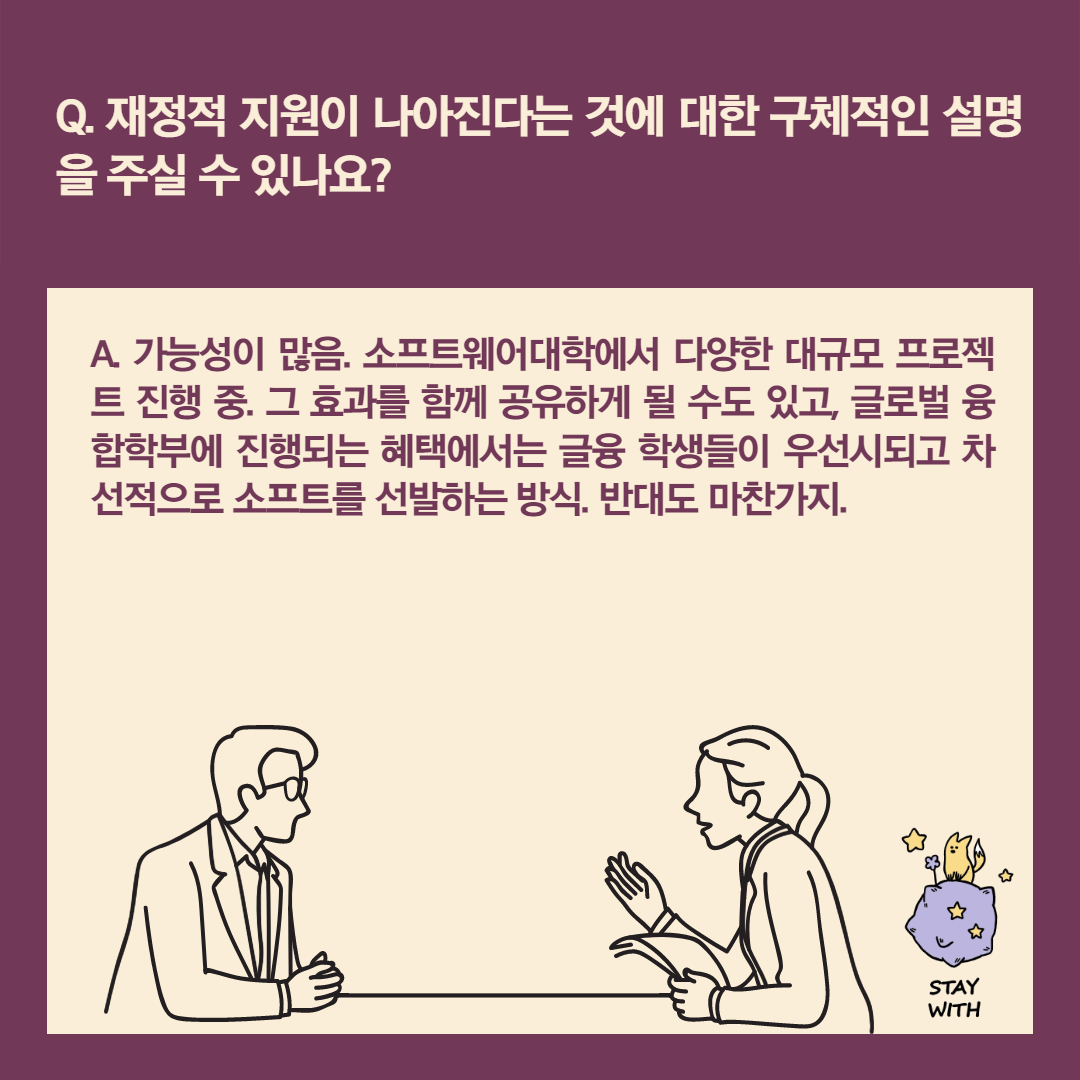 Q. 재정적 지원이 나아진다는 것에 대한 구체적인 설명
을 주실 수 있나요?
A. 가능성이 많음. 소프트웨어대학에서 다양한 대규모 프로젝
트 진행 중. 그 효과를 함께 공유하게 될 수도 있고, 글로벌 융
합학부에 진행되는 혜택에서는 글융 학생들이 우선시되고 차
선적으로 소프트를 선발하는 방식. 반대도 마찬가지.
STAY
WITH